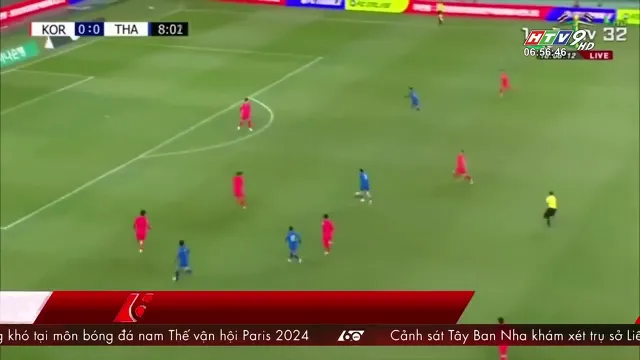 KOR 0:0 THA 8:02
HTV9 HD
32
06:56:46
LIVE
g khó tại môn bóng đá nam Thế vận hội Paris 2024 60 Cảnh sát Tây Ban Nha khám xét trụ sở Liê